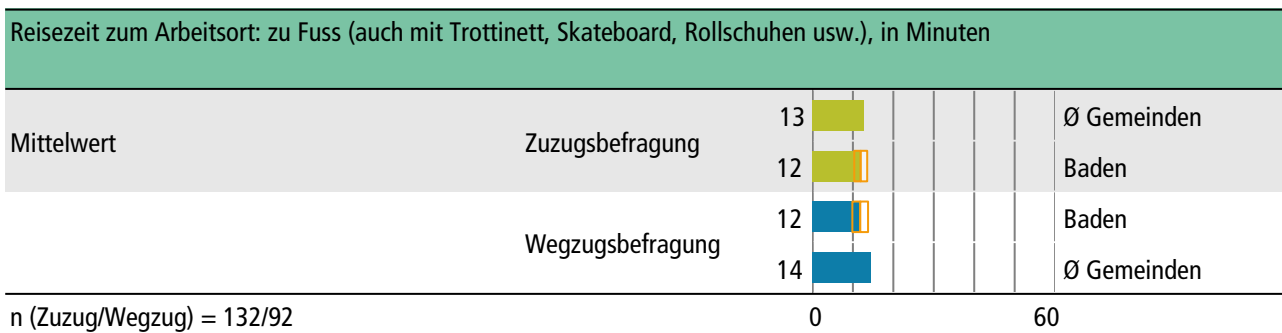 Reisezeit zum Arbeitsort: zu Fuss (auch mit Trottinett, Skateboard, Rollschuhen usw.), in Minuten
Mittelwert
Zuzugsbefragung
13
Ø Gemeinden
12
Baden
Wegzugsbefragung
12
Baden
14
Ø Gemeinden
n (Zuzug/Wegzug) = 132/92
0
60